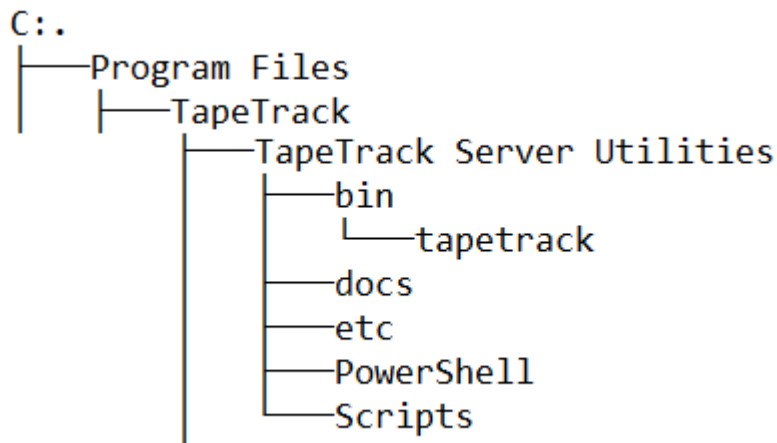 C:.
Program Files
TapeTrack
TapeTrack Server Utilities
bin
tapetrack
docs
etc
PowerShell
Scripts